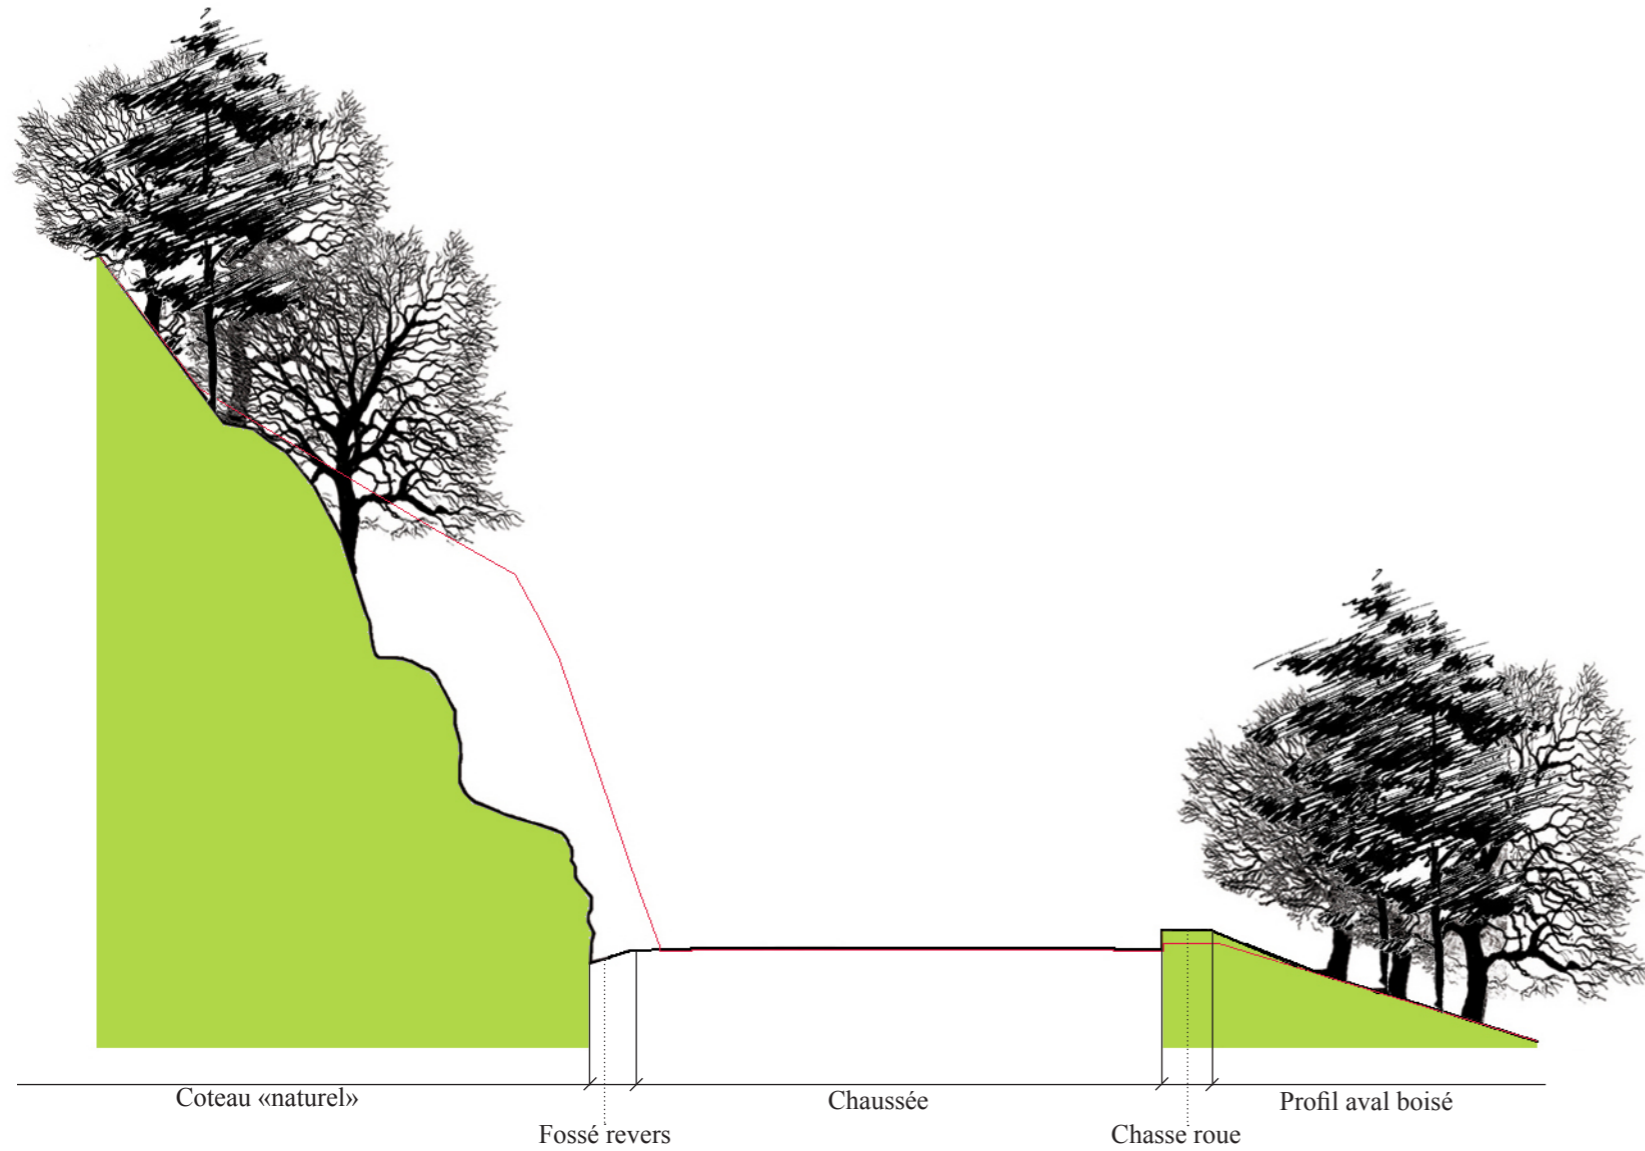 Coteau «naturel»
Fossé revers
Chaussée
Chasse roue
Profil aval boisé